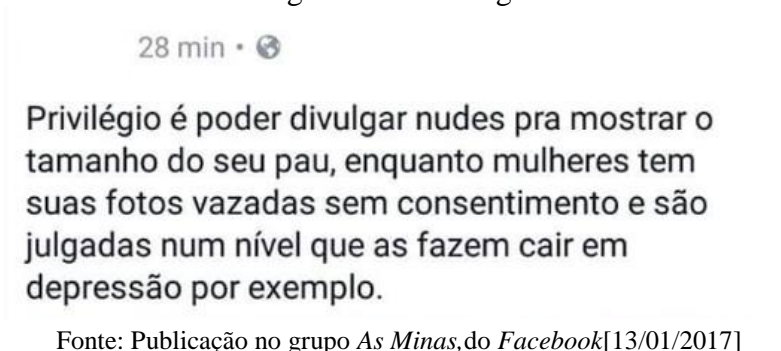 28 min •
Privilégio é poder divulgar nudes pra mostrar o
tamanho do seu pau, enquanto mulheres tem
suas fotos vazadas sem consentimento e são
julgadas num nível que as fazem cair em
depressão por exemplo.
Fonte: Publicação no grupo As Minas,do Facebook[13/01/2017]